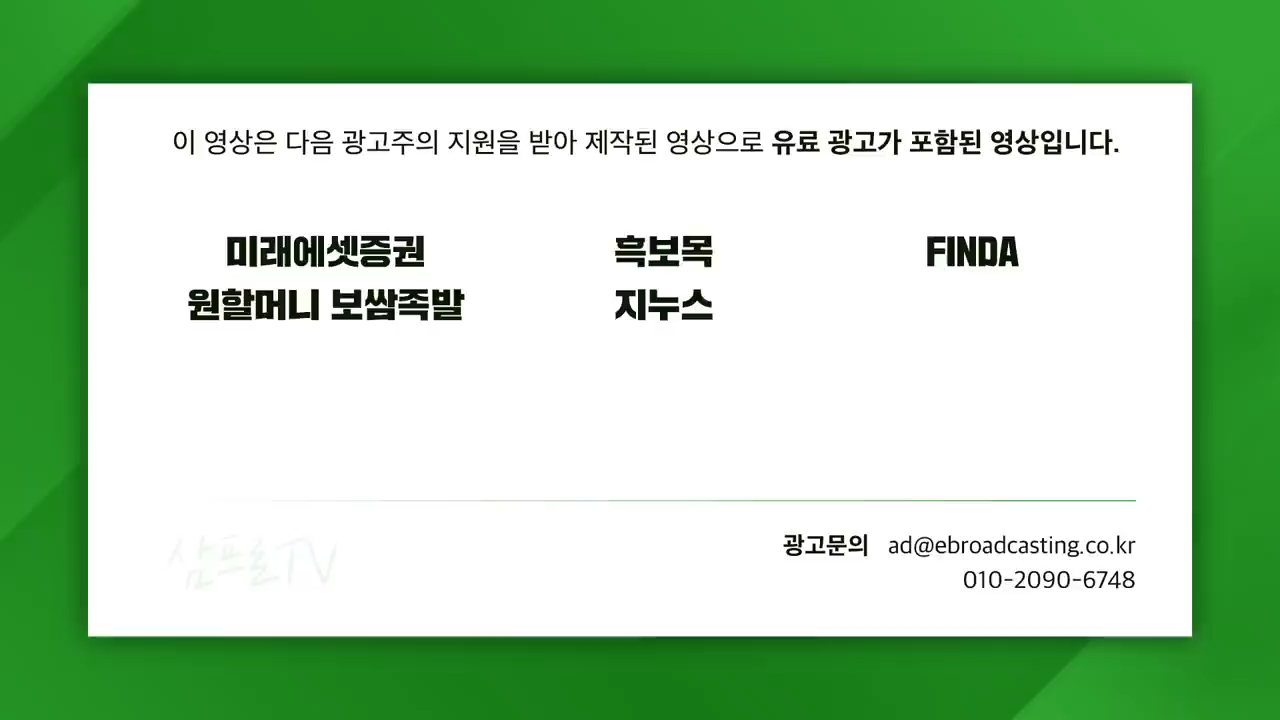 이 영상은 다음 광고주의 지원을 받아 제작된 영상으로 유료 광고가 포함된 영상입니다.
미래에셋증권 흑보목 FINDA
원할머니 보쌈족발 지누스
삼프로TV
광고문의 ad@ebroadcasting.co.kr
010-2090-6748